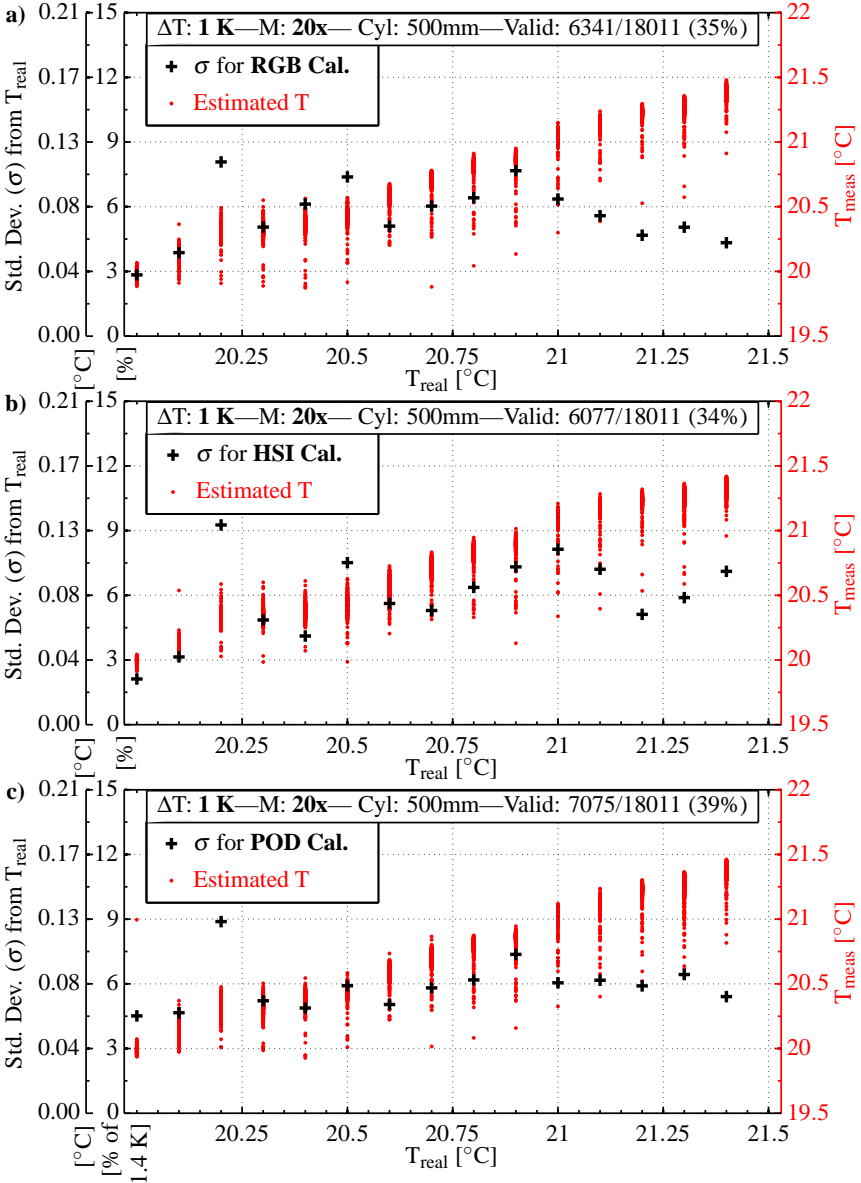 a)
ΔT: 1 K—M: 20x— Cyl: 500mm—Valid: 6341/18011 (35%)
σ for RGB Cal.
Estimated T
Std. Dev. (σ) from T_real
0.21
0.17
0.13
0.08
0.04
0.00
[°C]
15
12
9
6
3
0
[%]
22
21.5
21
20.5
20
19.5
T_meas [°C]
20.25
20.5
20.75
21
21.25
21.5
T_real [°C]
b)
ΔT: 1 K—M: 20x— Cyl: 500mm—Valid: 6077/18011 (34%)
σ for HSI Cal.
Estimated T
Std. Dev. (σ) from T_real
0.21
0.17
0.13
0.08
0.04
0.00
[°C]
15
12
9
6
3
0
[%]
22
21.5
21
20.5
20
19.5
T_meas [°C]
20.25
20.5
20.75
21
21.25
21.5
T_real [°C]
c)
ΔT: 1 K—M: 20x— Cyl: 500mm—Valid: 7075/18011 (39%)
σ for POD Cal.
Estimated T
Std. Dev. (σ) from T_real
0.21
0.17
0.13
0.08
0.04
0.00
[°C]
15
12
9
6
3
0
[% of
1.4 K]
22
21.5
21
20.5
20
19.5
T_meas [°C]
20.25
20.5
20.75
21
21.25
21.5
T_real [°C]